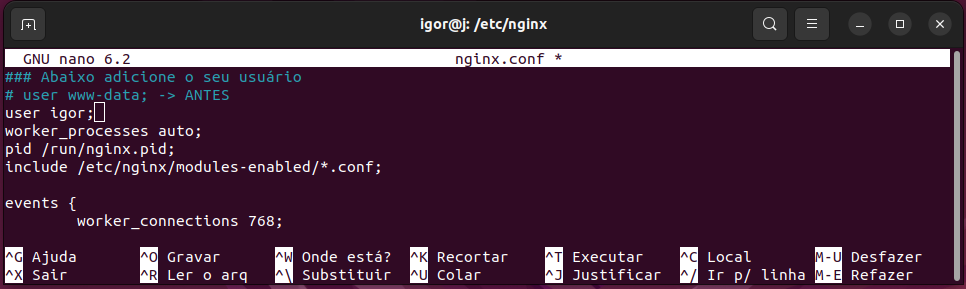 igor@j: /etc/nginx
GNU nano 6.2 nginx.conf *
### Abaixo adicione o seu usuário
# user www-data; -> ANTES
user igor;
worker_processes auto;
pid /run/nginx.pid;
include /etc/nginx/modules-enabled/*.conf;
events {
worker_connections 768;
^G Ajuda ^O Gravar ^W Onde está? ^K Recortar ^T Executar ^C Local M-U Desfazer
^X Sair ^R Ler o arq ^\ Substituir ^U Colar ^J Justificar ^/ Ir p/ linha M-E Refazer